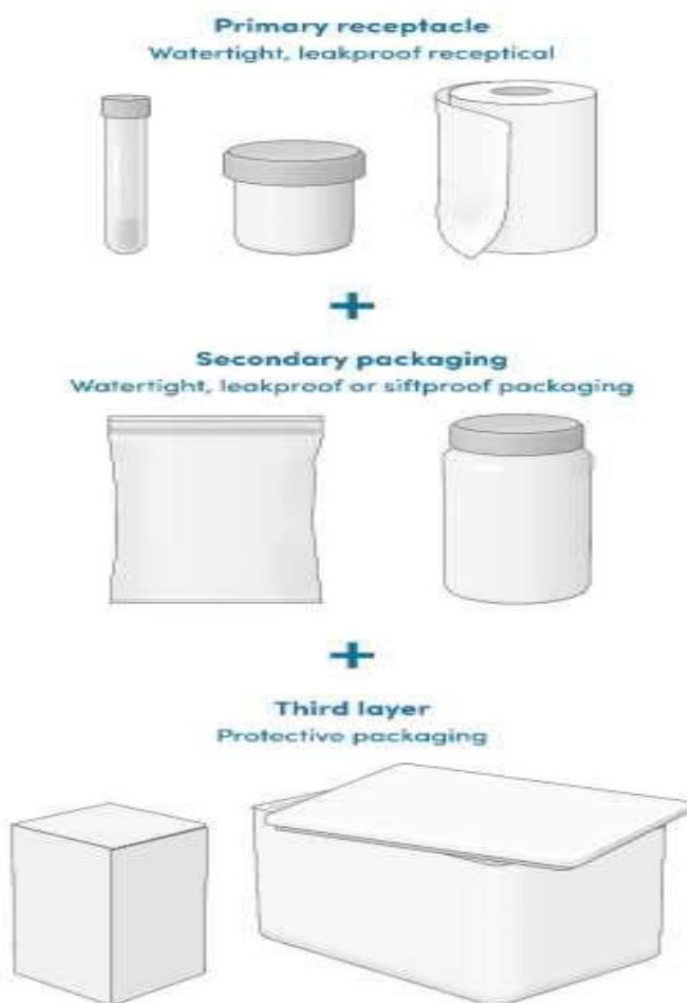 Primary receptacle
Watertight, leakproof receptical
Secondary packaging
Watertight, leakproof or siftproof packaging
Third layer
Protective packaging